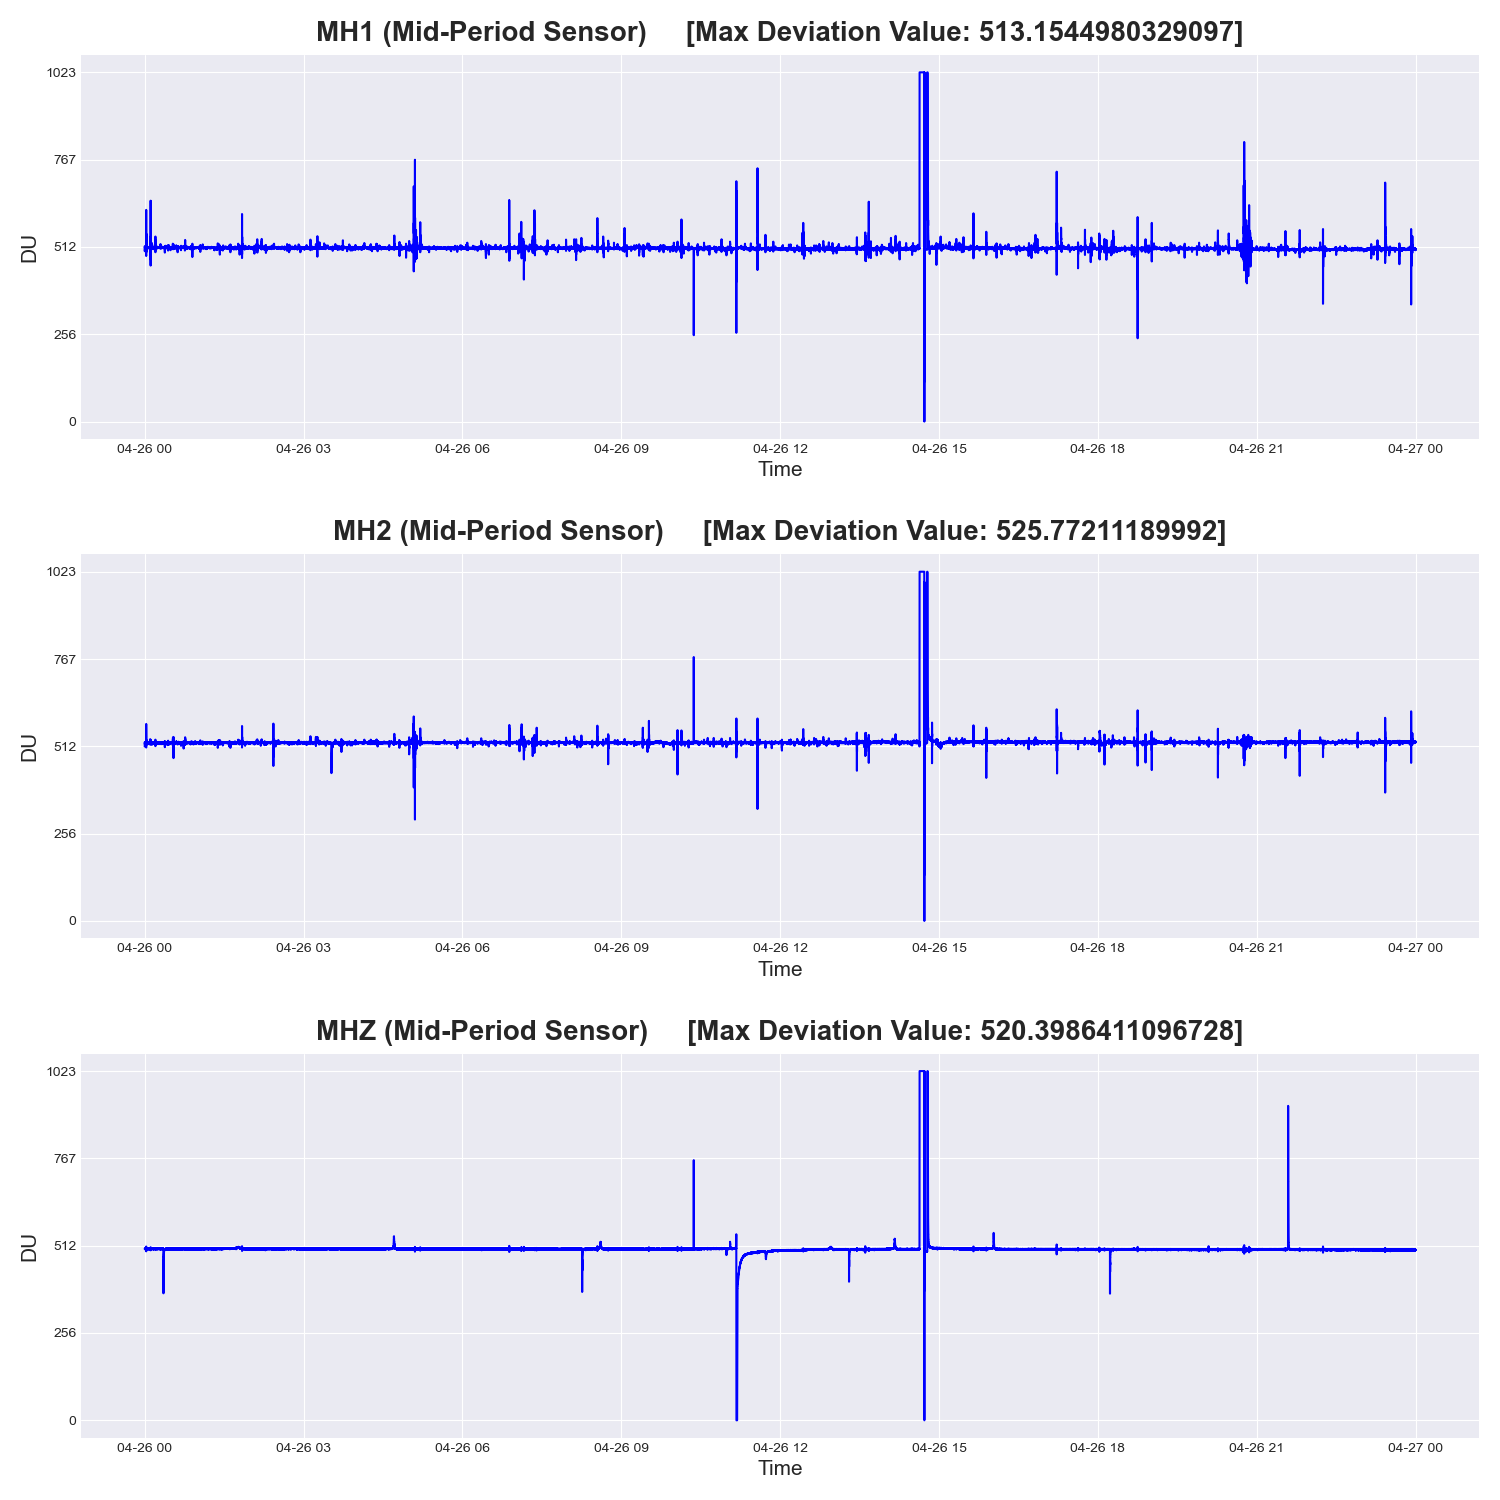 MH1 (Mid-Period Sensor) [Max Deviation Value: 513.1544980329097]
1023
767
512
256
0
DU
04-26 00 04-26 03 04-26 06 04-26 09 04-26 12 04-26 15 04-26 18 04-26 21 04-27 00
Time
MH2 (Mid-Period Sensor) [Max Deviation Value: 525.77211189992]
1023
767
512
256
0
DU
04-26 00 04-26 03 04-26 06 04-26 09 04-26 12 04-26 15 04-26 18 04-26 21 04-27 00
Time
MHZ (Mid-Period Sensor) [Max Deviation Value: 520.3986411096728]
1023
767
512
256
0
DU
04-26 00 04-26 03 04-26 06 04-26 09 04-26 12 04-26 15 04-26 18 04-26 21 04-27 00
Time